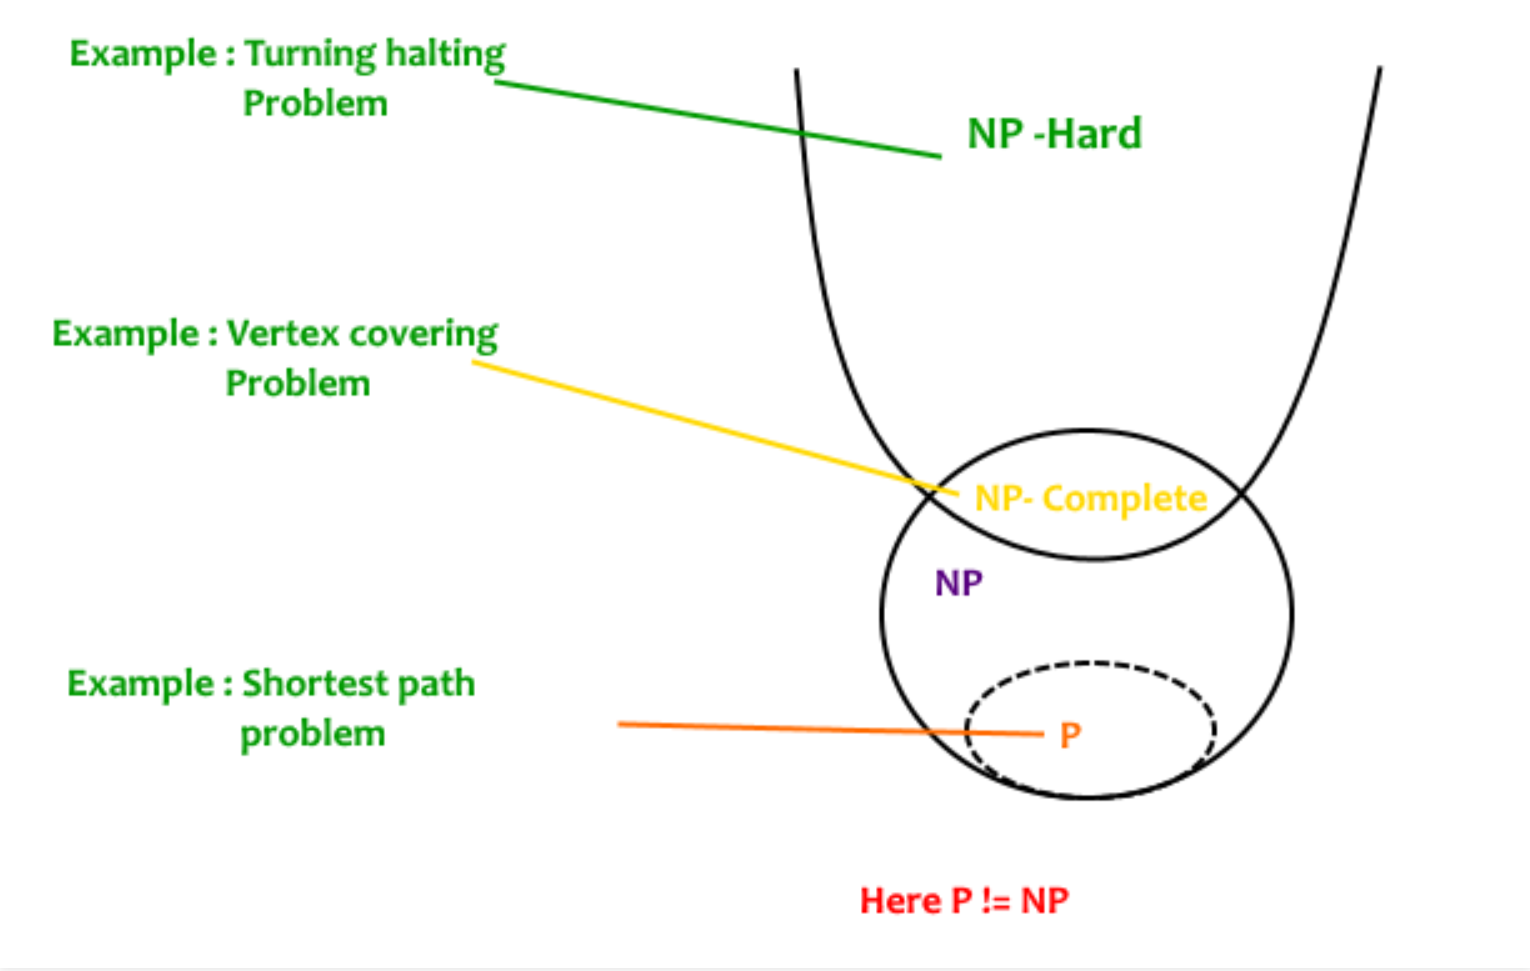 Example : Turning halting
Problem
NP -Hard
Example : Vertex covering
Problem
NP- Complete
NP
Example : Shortest path
problem
P
Here P != NP